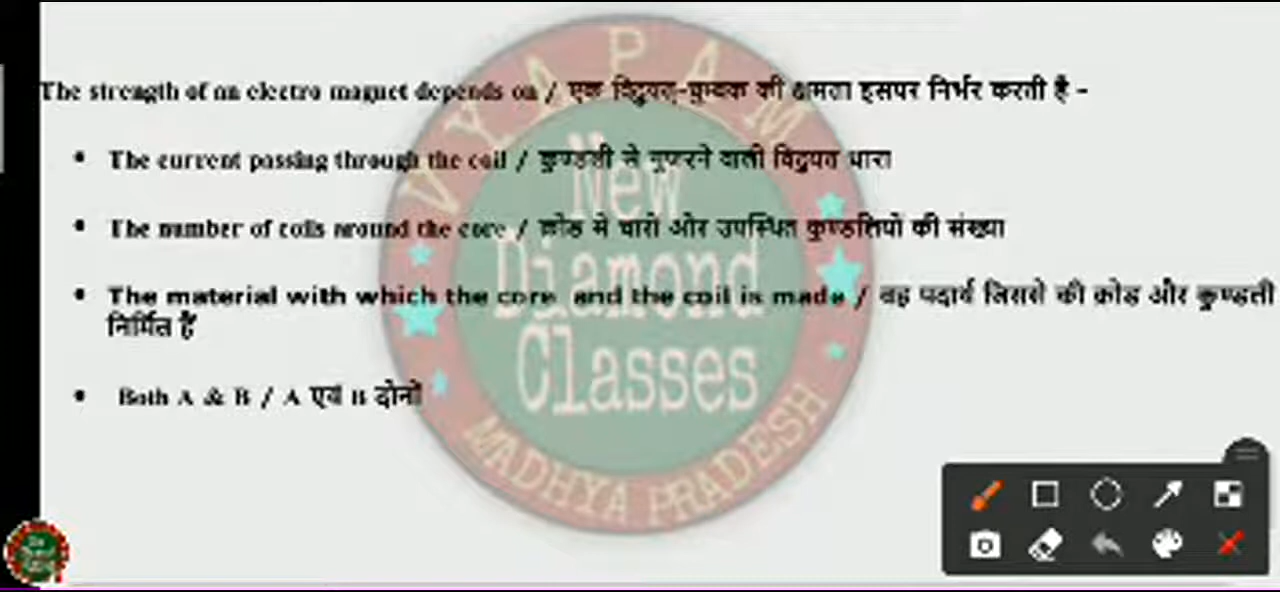 The strength of an electro magnet depends on / एक विद्युत-चुम्बक की क्षमता इसपर निर्भर करती है -
VYAPAM
• The current passing through the coil / कुण्डली से गुजरने वाली विद्युत धारा
New
• The number of coils around the core / क्रोड मे चारो ओर उपस्थित कुण्डलियो की संख्या
Diamond
• The material with which the core and the coil is made / वह पदार्थ जिससे की क्रोड और कुण्डली
निर्मित हैं
Classes
• Both A & B / A एवं B दोनों
MADHYA PRADESH